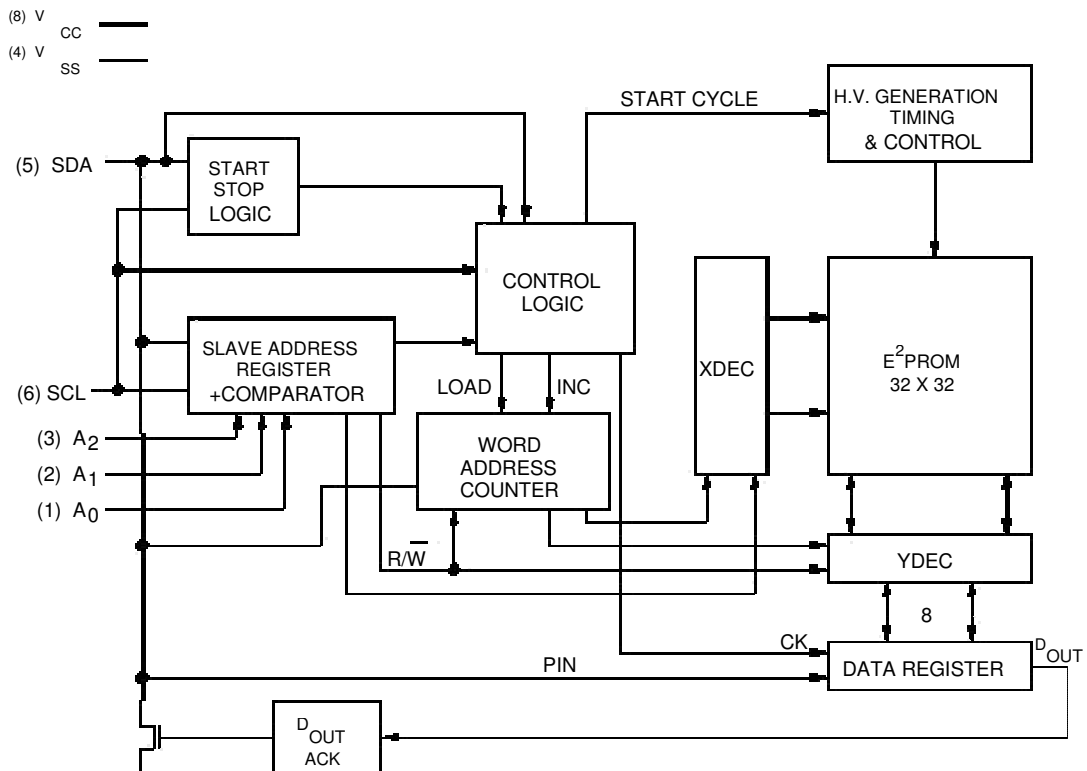 (8) VCC
(4) VSS
START CYCLE
H.V. GENERATION
TIMING
& CONTROL
(5) SDA
START
STOP
LOGIC
CONTROL
LOGIC
XDEC
E²PROM
32 X 32
SLAVE ADDRESS
REGISTER
+COMPARATOR
(6) SCL
LOAD
INC
(3) A2
(2) A1
(1) A0
WORD
ADDRESS
COUNTER
R/W̅
YDEC
8
CK
PIN
DATA REGISTER
DOUT
DOUT
ACK